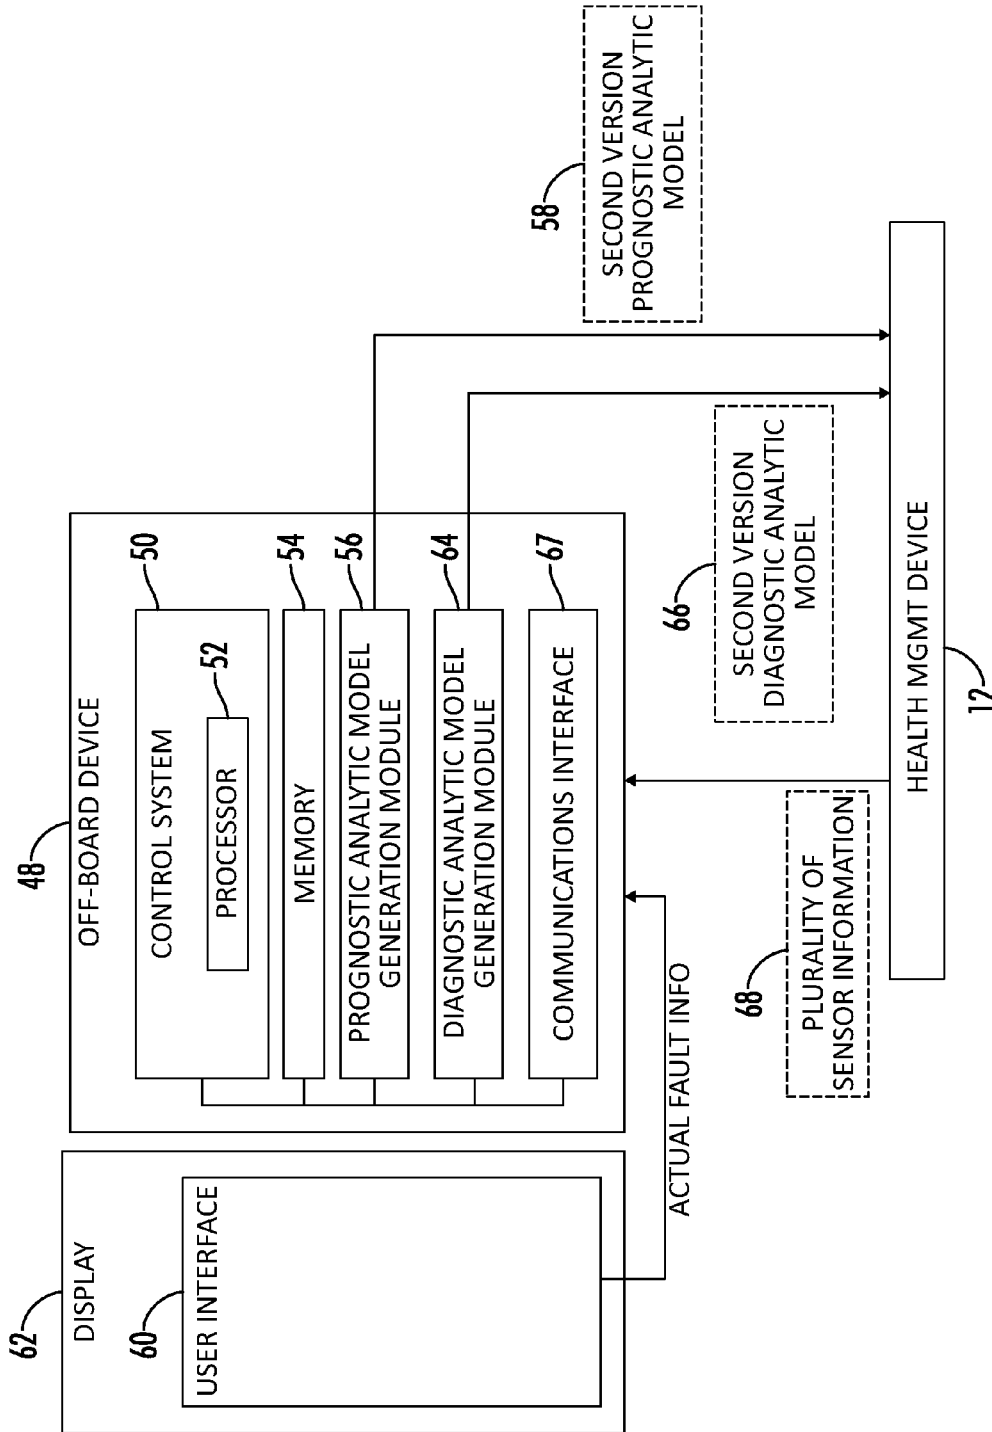 62
DISPLAY
60
USER INTERFACE
ACTUAL FAULT INFO
48
OFF-BOARD DEVICE
50
CONTROL SYSTEM
52
PROCESSOR
54
MEMORY
56
PROGNOSTIC ANALYTIC MODEL
GENERATION MODULE
64
DIAGNOSTIC ANALYTIC MODEL
GENERATION MODULE
67
COMMUNICATIONS INTERFACE
68
PLURALITY OF
SENSOR INFORMATION
66
SECOND VERSION
DIAGNOSTIC ANALYTIC
MODEL
58
SECOND VERSION
PROGNOSTIC ANALYTIC
MODEL
HEALTH MGMT DEVICE
12